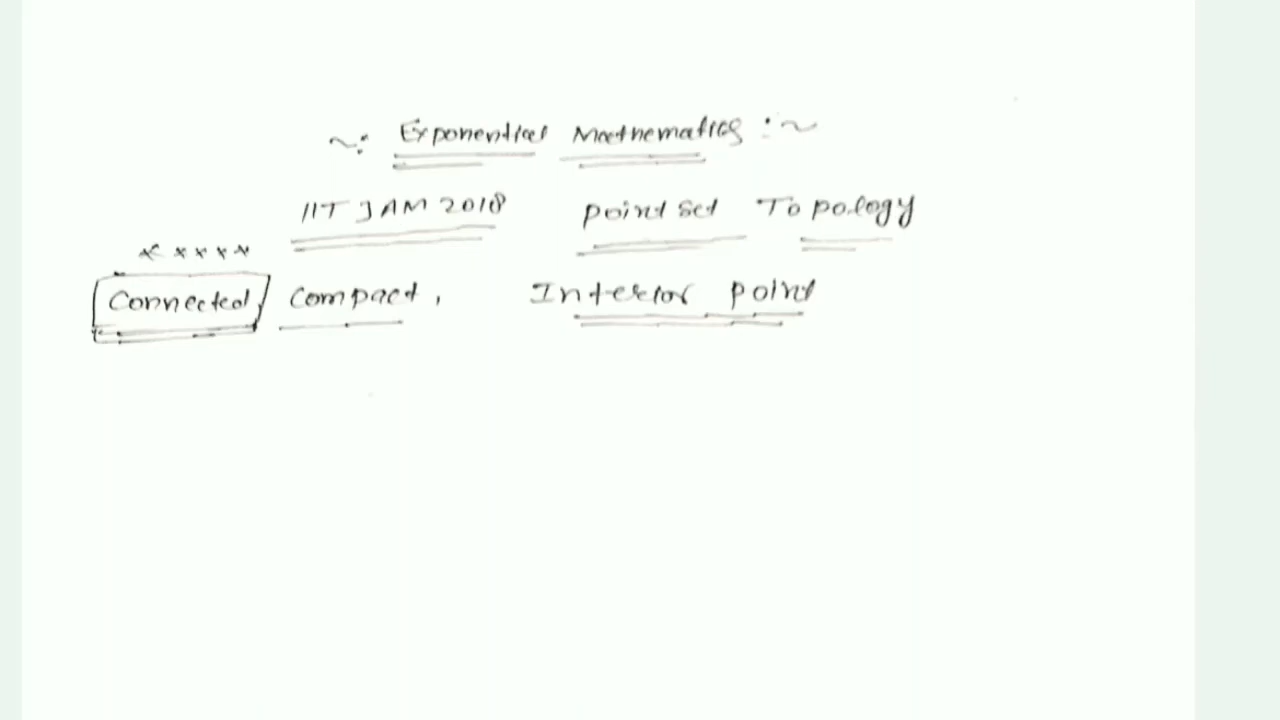 ~: Exponential Mathematics :~
IIT JAM 2018 point set Topology
* * * * *
Connected, Compact, Interior point